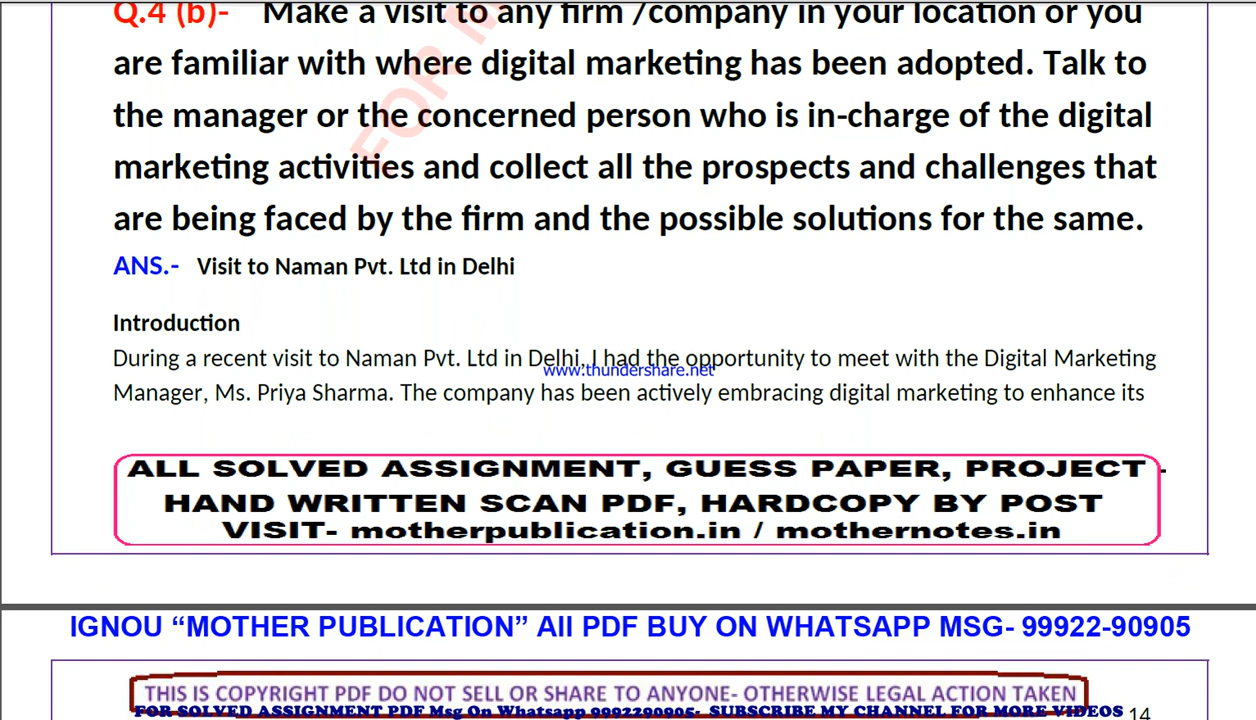 Q.4 (b)- Make a visit to any firm /company in your location or you
are familiar with where digital marketing has been adopted. Talk to
the manager or the concerned person who is in-charge of the digital
marketing activities and collect all the prospects and challenges that
are being faced by the firm and the possible solutions for the same.
ANS.- Visit to Naman Pvt. Ltd in Delhi
Introduction
During a recent visit to Naman Pvt. Ltd in Delhi, I had the opportunity to meet with the Digital Marketing
www.thundershare.net
Manager, Ms. Priya Sharma. The company has been actively embracing digital marketing to enhance its
FOR M
ALL SOLVED ASSIGNMENT, GUESS PAPER, PROJECT -
HAND WRITTEN SCAN PDF, HARDCOPY BY POST
VISIT- motherpublication.in / mothernotes.in
IGNOU “MOTHER PUBLICATION” All PDF BUY ON WHATSAPP MSG- 99922-90905
THIS IS COPYRIGHT PDF DO NOT SELL OR SHARE TO ANYONE- OTHERWISE LEGAL ACTION TAKEN
FOR SOLVED ASSIGNMENT PDF Msg On Whatsapp 9992290905- SUBSCRIBE MY CHANNEL FOR MORE VIDEOS 14